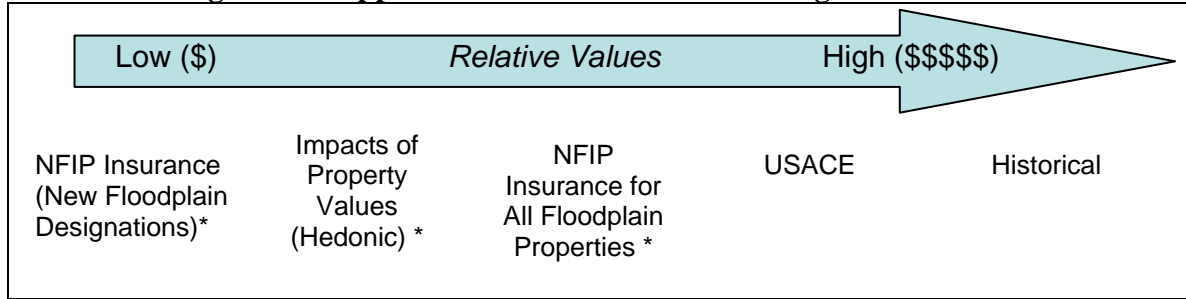 Low ($) Relative Values High ($$$$$)
NFIP Insurance
(New Floodplain
Designations)*
Impacts of
Property
Values
(Hedonic) *
NFIP
Insurance for
All Floodplain
Properties *
USACE
Historical